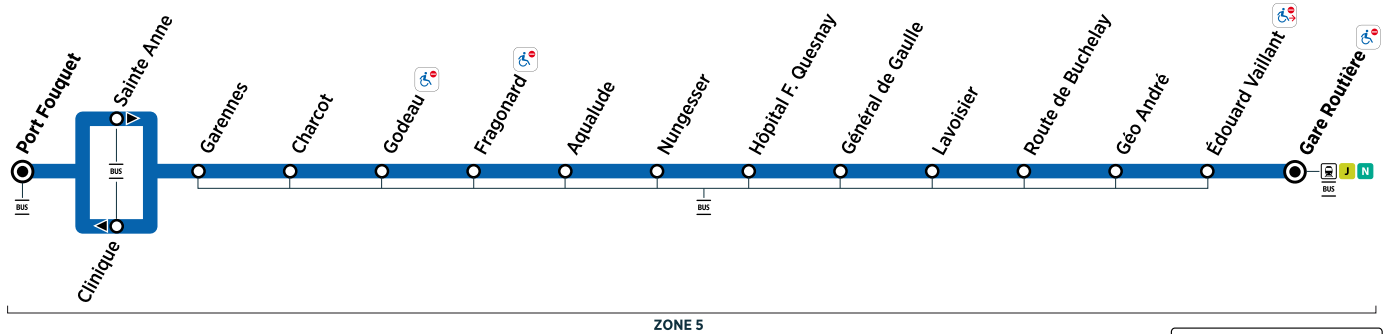 Port Fouquet
Sainte Anne
Clinique
Garennes
Charcot
Godeau
Fragonard
Aqualude
Nungesser
Hôpital F. Quesnay
Général de Gaulle
Lavoisier
Route de Buchelay
Géo André
Édouard Vaillant
Gare Routière
J N
BUS
BUS
BUS
BUS
ZONE 5